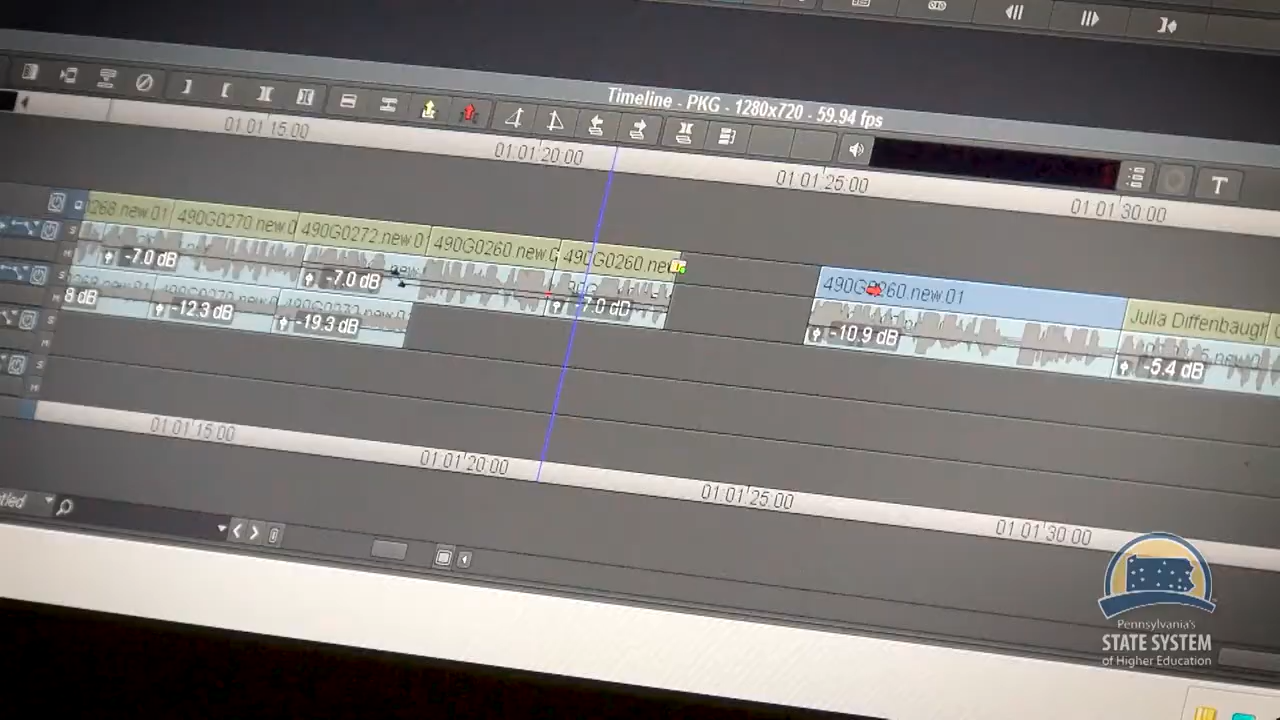 Timeline - PKG - 1280x720 - 59.94 fps
T
01:01:15:00
01:01:20:00
01:01:25:00
01:01:30:00
268.new.01
490G0270.new.0
490G0272.new.0
490G0260.new.0
490G0260.new
490G0260.new.01
Julia Diffenbaugh
-7.0 dB
-7.0 dB
-7.0 dB
-10.9 dB
-5.4 dB
8 dB
-12.3 dB
-19.3 dB
S
M
S
M
S
M
S
M
01:01:15:00
01:01:20:00
01:01:25:00
01:01:30:00
Pennsylvania's
STATE SYSTEM
of Higher Education